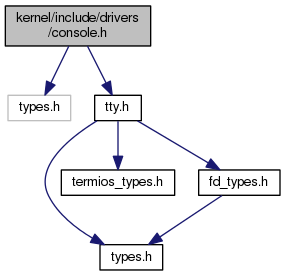 kernel/include/drivers
/console.h
types.h
tty.h
termios_types.h
fd_types.h
types.h